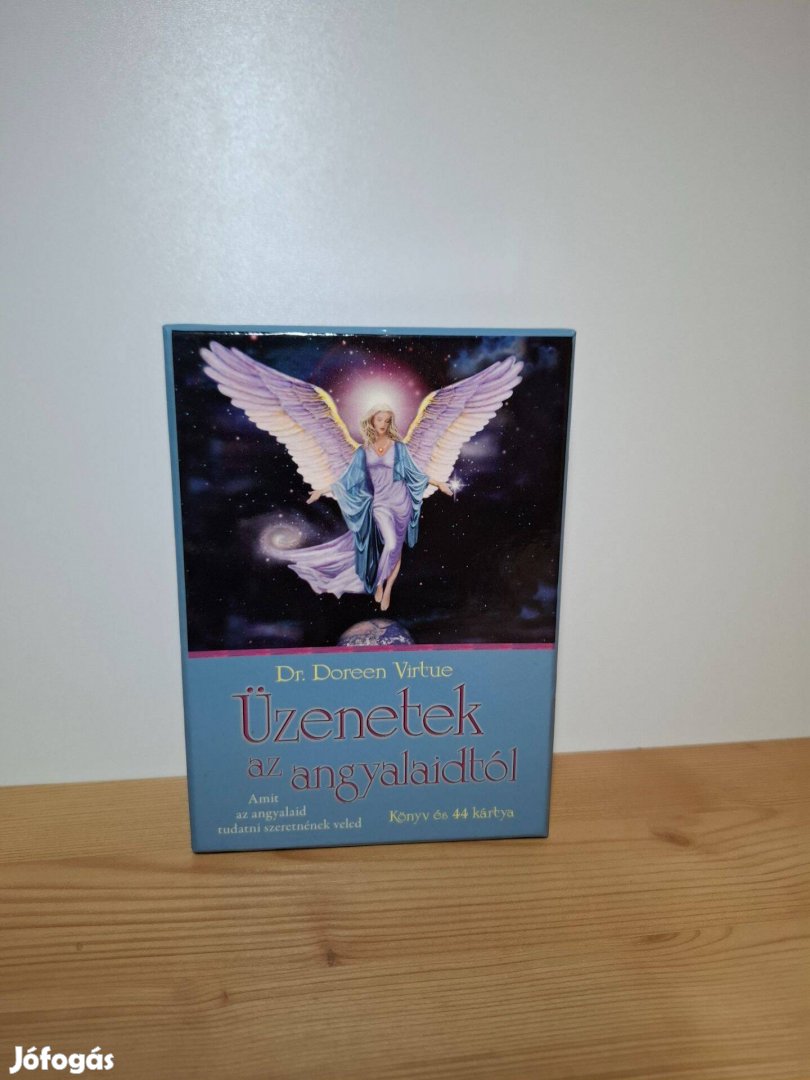 Dr. Doreen Virtue
Üzenetek
az angyalaidtól
Amit
az angyalaid
tudatni szeretnének veled
Könyv és 44 kártya
Jófogás